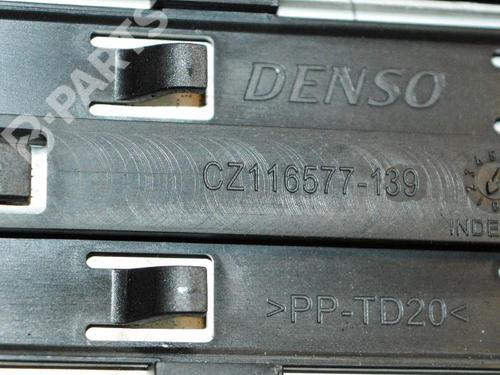 DENSO
B-PARTS
CZ116577-139
INDE
>PP-TD20<